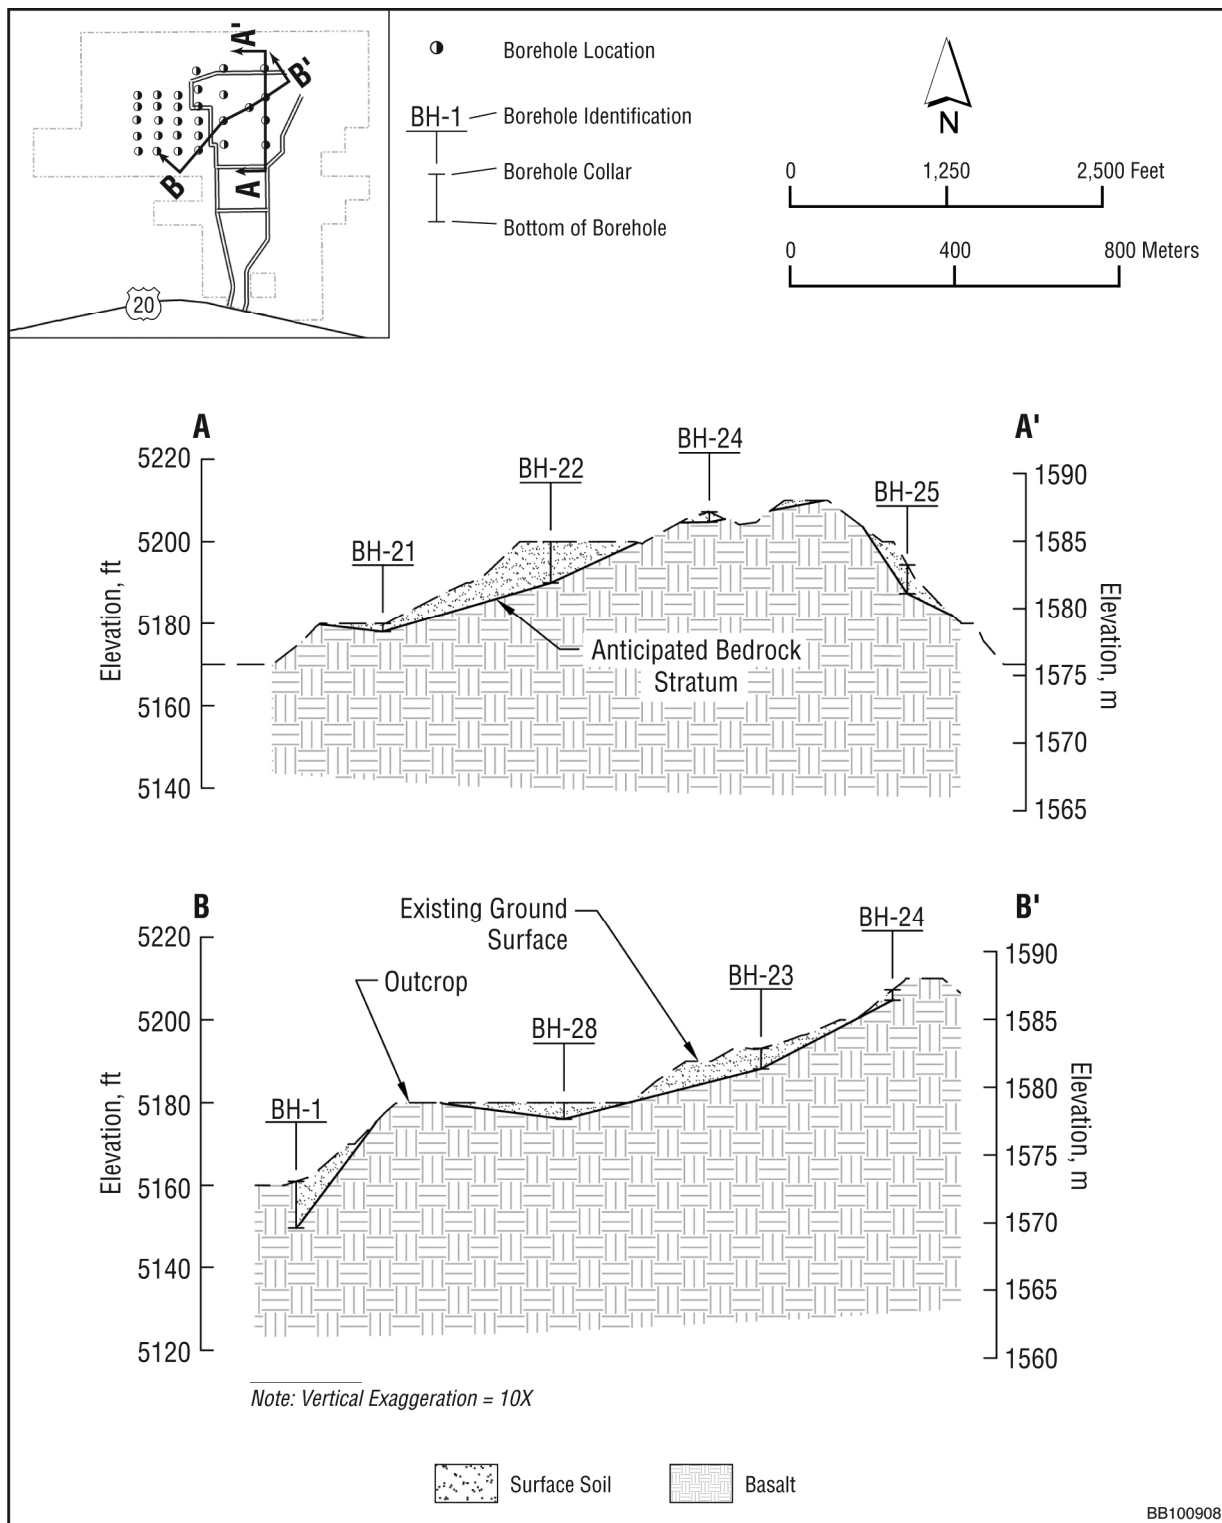 A'
B'
B
A
20
Borehole Location
BH-1
Borehole Identification
Borehole Collar
Bottom of Borehole
N
0 1,250 2,500 Feet
0 400 800 Meters
A
A'
5220
5200
5180
5160
5140
Elevation, ft
BH-21
BH-22
BH-24
BH-25
Anticipated Bedrock
Stratum
1590
1585
1580
1575
1570
1565
Elevation, m
B
B'
5220
5200
5180
5160
5140
5120
Elevation, ft
Existing Ground
Surface
Outcrop
BH-1
BH-28
BH-23
BH-24
1590
1585
1580
1575
1570
1565
1560
Elevation, m
Note: Vertical Exaggeration = 10X
Surface Soil
Basalt
BB100908